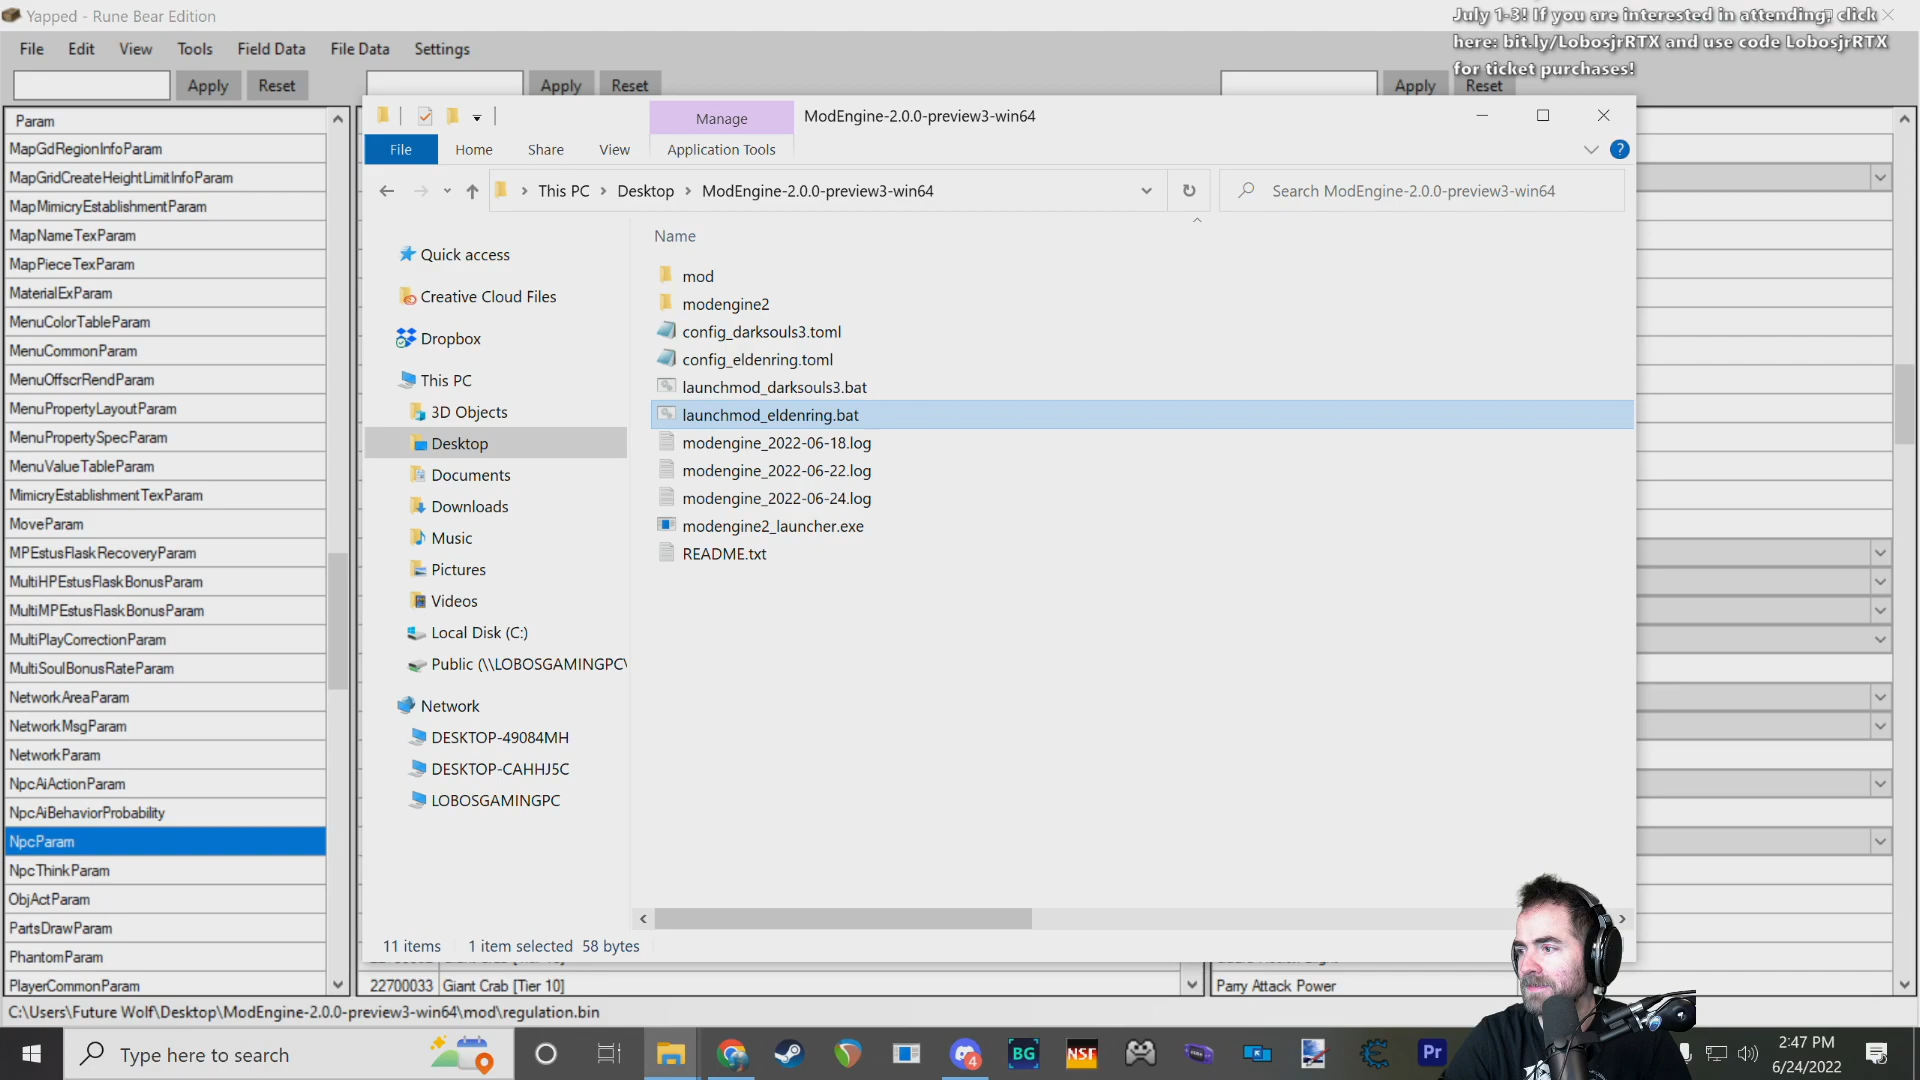 Yapped - Rune Bear Edition
July 1-3! If you are interested in attending, click
here: bit.ly/LobosjrRTX and use code LobosjrRTX
for ticket purchases!
File Edit View Tools Field Data File Data Settings
Apply Reset Apply Reset Apply Reset
Param
MapGdRegionInfoParam
MapGridCreateHeightLimitInfoParam
MapMimicryEstablishmentParam
MapNameTexParam
MapPieceTexParam
MaterialExParam
MenuColorTableParam
MenuCommonParam
MenuOffscrRendParam
MenuPropertyLayoutParam
MenuPropertySpecParam
MenuValueTableParam
MimicryEstablishmentTexParam
MoveParam
MPEstusFlaskRecoveryParam
MultiHPEstusFlaskBonusParam
MultiMPEstusFlaskBonusParam
MultiPlayCorrectionParam
MultiSoulBonusRateParam
NetworkAreaParam
NetworkMsgParam
NetworkParam
NpcAiActionParam
NpcAiBehaviorProbability
NpcParam
NpcThinkParam
ObjActParam
PartsDrawParam
PhantomParam
PlayerCommonParam
Manage ModEngine-2.0.0-preview3-win64
File Home Share View Application Tools
This PC Desktop ModEngine-2.0.0-preview3-win64
Search ModEngine-2.0.0-preview3-win64
Quick access
Creative Cloud Files
Dropbox
This PC
3D Objects
Desktop
Documents
Downloads
Music
Pictures
Videos
Local Disk (C:)
Public (\\LOBOSGAMINGPC\
Network
DESKTOP-49084MH
DESKTOP-CAHHJ5C
LOBOSGAMINGPC
Name
mod
modengine2
config_darksouls3.toml
config_eldenring.toml
launchmod_darksouls3.bat
launchmod_eldenring.bat
modengine_2022-06-18.log
modengine_2022-06-22.log
modengine_2022-06-24.log
modengine2_launcher.exe
README.txt
11 items 1 item selected 58 bytes
22700033 Giant Crab [Tier 10]
Parry Attack Power
C:\Users\Future Wolf\Desktop\ModEngine-2.0.0-preview3-win64\mod\regulation.bin
Type here to search
4
BG
NSF
Pr
2:47 PM
6/24/2022